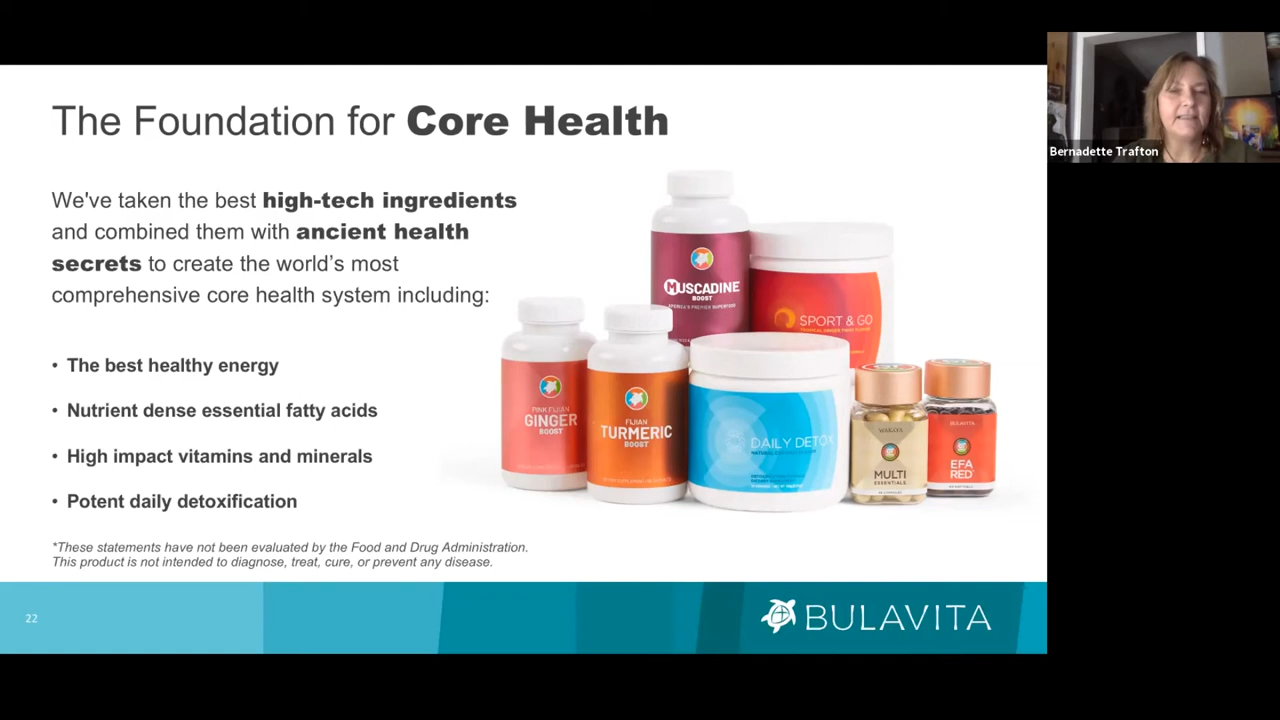 The Foundation for Core Health
Bernadette Trafton
We've taken the best high-tech ingredients
and combined them with ancient health
secrets to create the world's most
comprehensive core health system including:
• The best healthy energy
• Nutrient dense essential fatty acids
• High impact vitamins and minerals
• Potent daily detoxification
*These statements have not been evaluated by the Food and Drug Administration.
This product is not intended to diagnose, treat, cure, or prevent any disease.
MUSCADINE
BOOST
SPORT & GO
PINK FIJIAN
GINGER
BOOST
FIJIAN
TURMERIC
BOOST
DAILY DETOX
WAKAYA
MULTI
ESSENTIALS
BULAVITA
EFA
RED
22
BULAVITA